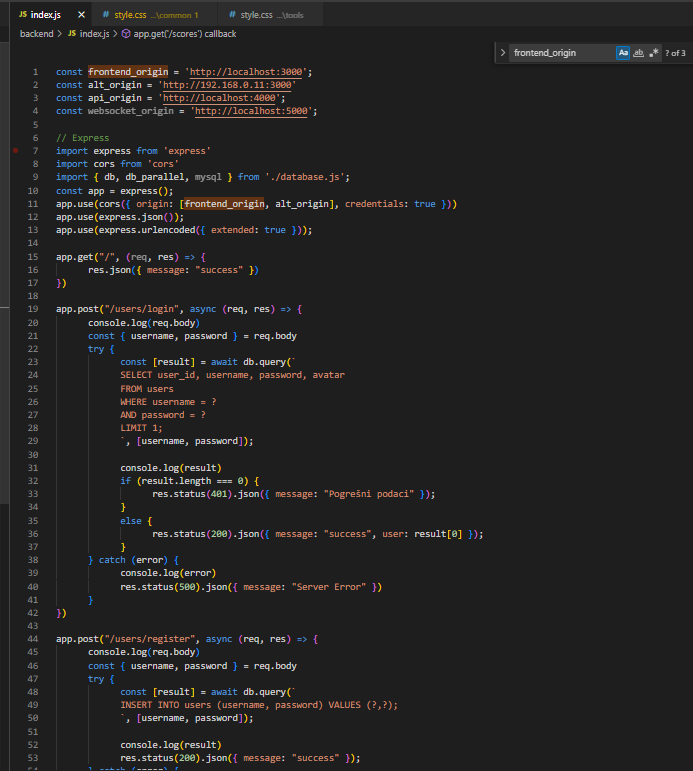 JS index.js × # style.css ...\common 1 # style.css ...\tools
backend > JS index.js > app.get('/scores') callback
> frontend_origin Aa ab .* ? of 3
1 const frontend_origin = 'http://localhost:3000';
2 const alt_origin = 'http://192.168.0.11:3000'
3 const api_origin = 'http://localhost:4000';
4 const websocket_origin = 'http://localhost:5000';
5
6 // Express
7 import express from 'express'
8 import cors from 'cors'
9 import { db, db_parallel, mysql } from './database.js';
10 const app = express();
11 app.use(cors({ origin: [frontend_origin, alt_origin], credentials: true }))
12 app.use(express.json());
13 app.use(express.urlencoded({ extended: true }));
14
15 app.get("/", (req, res) => {
16 res.json({ message: "success" })
17 })
18
19 app.post("/users/login", async (req, res) => {
20 console.log(req.body)
21 const { username, password } = req.body
22 try {
23 const [result] = await db.query(`
24 SELECT user_id, username, password, avatar
25 FROM users
26 WHERE username = ?
27 AND password = ?
28 LIMIT 1;
29 `, [username, password]);
30
31 console.log(result)
32 if (result.length === 0) {
33 res.status(401).json({ message: "Pogrešni podaci" });
34 }
35 else {
36 res.status(200).json({ message: "success", user: result[0] });
37 }
38 } catch (error) {
39 console.log(error)
40 res.status(500).json({ message: "Server Error" })
41 }
42 })
43
44 app.post("/users/register", async (req, res) => {
45 console.log(req.body)
46 const { username, password } = req.body
47 try {
48 const [result] = await db.query(`
49 INSERT INTO users (username, password) VALUES (?,?);
50 `, [username, password]);
51
52 console.log(result)
53 res.status(200).json({ message: "success" });
54 } catch (error) {